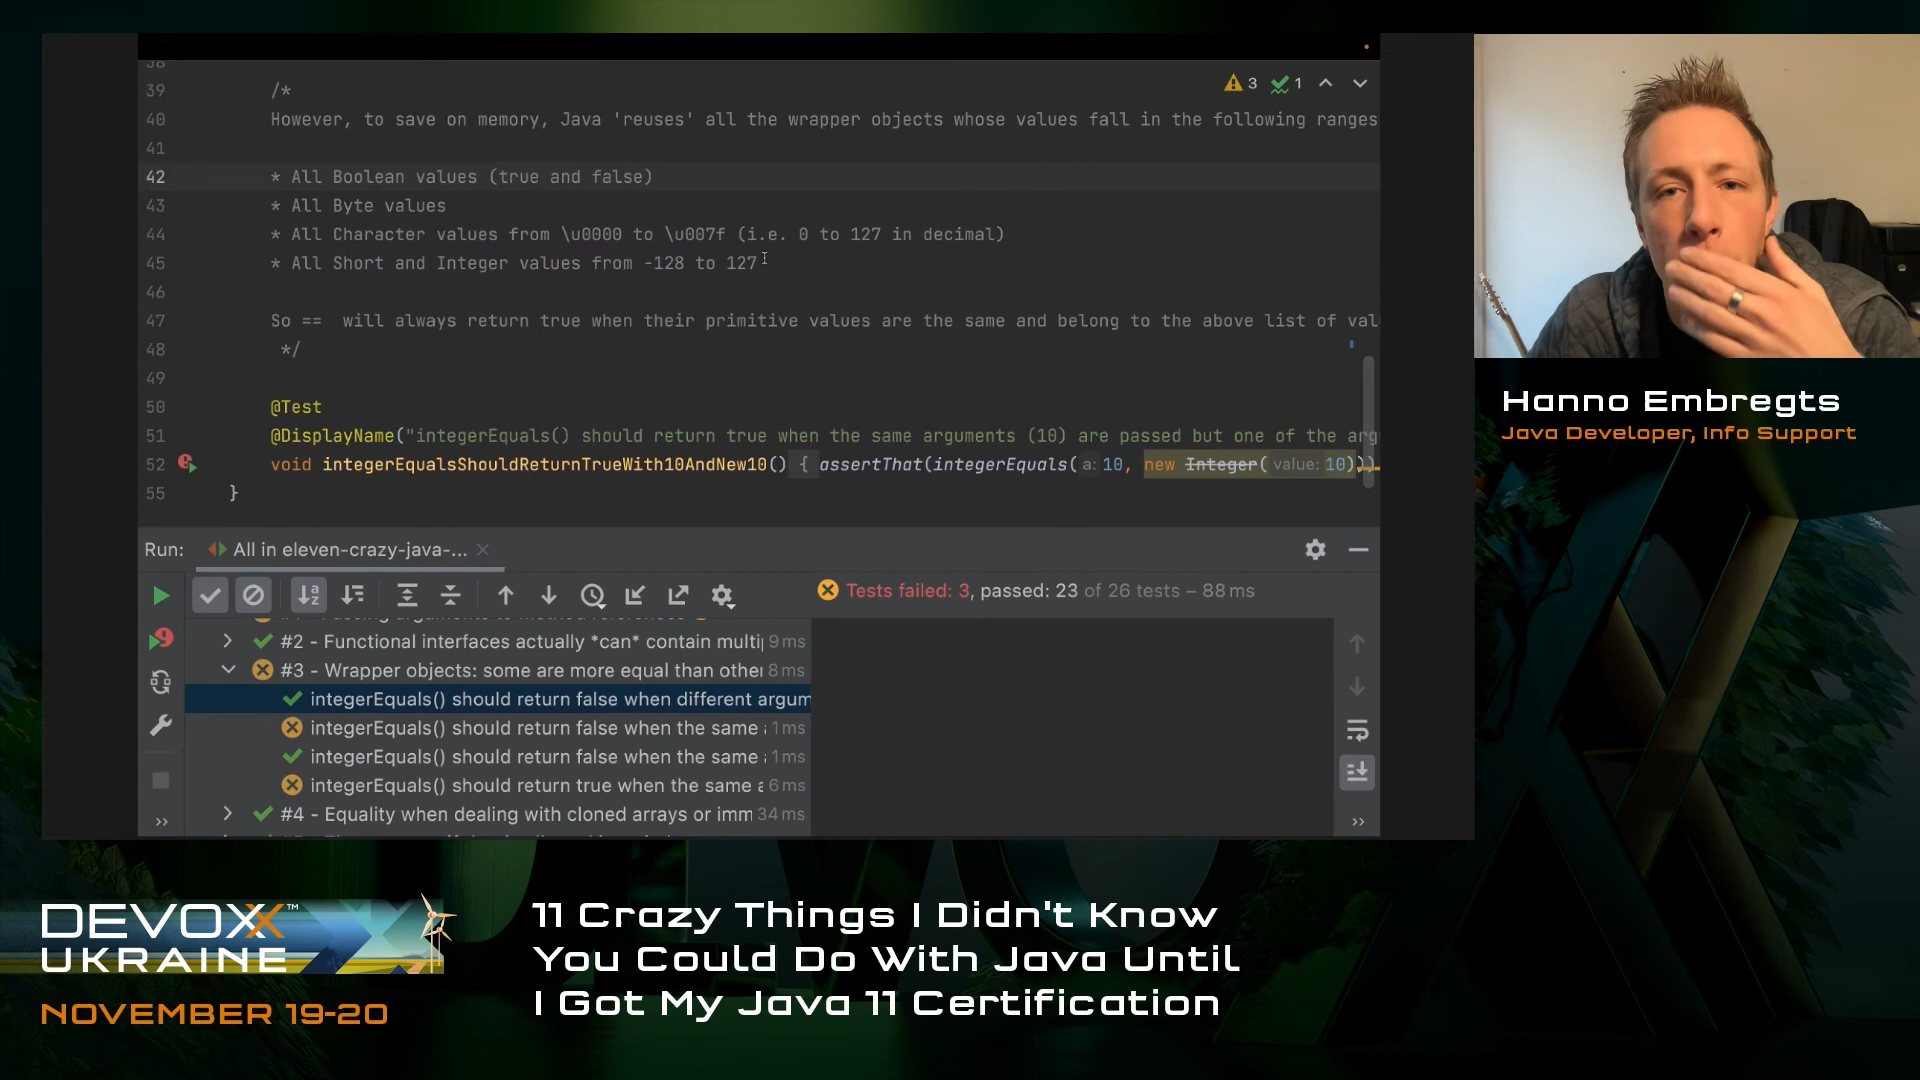 38
39 /*
40 However, to save on memory, Java 'reuses' all the wrapper objects whose values fall in the following ranges
41
42 * All Boolean values (true and false)
43 * All Byte values
44 * All Character values from \u0000 to \u007f (i.e. 0 to 127 in decimal)
45 * All Short and Integer values from -128 to 127
46
47 So == will always return true when their primitive values are the same and belong to the above list of val
48 */
49
50 @Test
51 @DisplayName("integerEquals() should return true when the same arguments (10) are passed but one of the arg
52 void integerEqualsShouldReturnTrueWith10AndNew10() { assertThat(integerEquals( a: 10, new Integer( value: 10))
55 }
3 1
Run: All in eleven-crazy-java-...
Tests failed: 3, passed: 23 of 26 tests – 88 ms
#2 - Functional interfaces actually *can* contain multip 9 ms
#3 - Wrapper objects: some are more equal than other 8 ms
integerEquals() should return false when different argum
integerEquals() should return false when the same 1 ms
integerEquals() should return false when the same 1 ms
integerEquals() should return true when the same a 6 ms
#4 - Equality when dealing with cloned arrays or imm 34 ms
Hanno Embregts
Java Developer, Info Support
DEVOXX™
UKRAINE
NOVEMBER 19-20
11 Crazy Things I Didn't Know
You Could Do With Java Until
I Got My Java 11 Certification